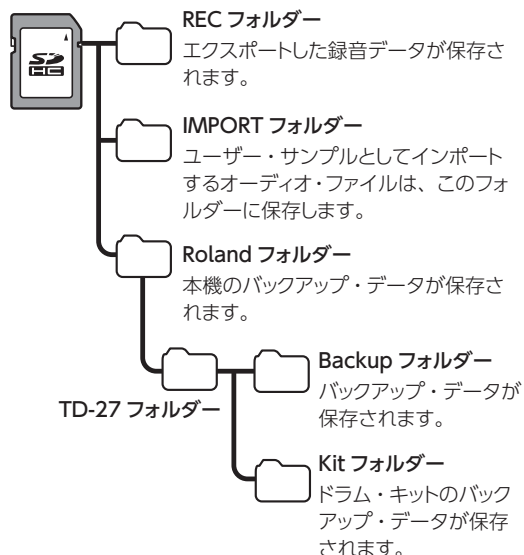 REC フォルダー
エクスポートした録音データが保存さ
れます。
IMPORT フォルダー
ユーザー・サンプルとしてインポート
するオーディオ・ファイルは、このフォ
ルダーに保存します。
Roland フォルダー
本機のバックアップ・データが保存さ
れます。
TD-27 フォルダー
Backup フォルダー
バックアップ・データが
保存されます。
Kit フォルダー
ドラム・キットのバック
アップ・データが保存
されます。
SD
HC